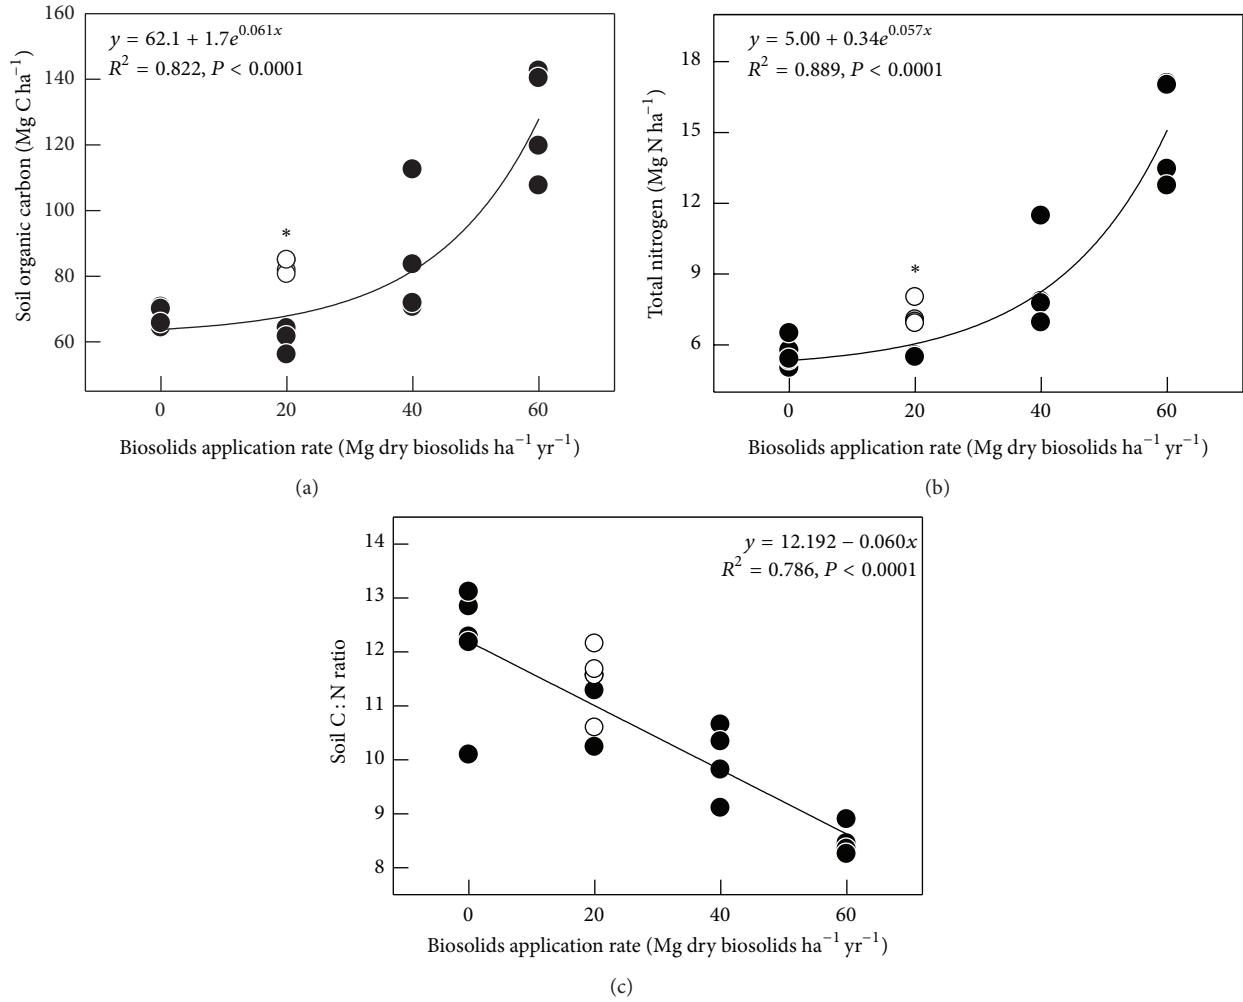 160
140
120
100
80
60
Soil organic carbon (Mg C ha⁻¹)
y = 62.1 + 1.7e^0.061x
R² = 0.822, P < 0.0001
*
0 20 40 60
Biosolids application rate (Mg dry biosolids ha⁻¹ yr⁻¹)
(a)
18
15
12
9
6
Total nitrogen (Mg N ha⁻¹)
y = 5.00 + 0.34e^0.057x
R² = 0.889, P < 0.0001
*
0 20 40 60
Biosolids application rate (Mg dry biosolids ha⁻¹ yr⁻¹)
(b)
14
13
12
11
10
9
8
Soil C : N ratio
y = 12.192 − 0.060x
R² = 0.786, P < 0.0001
0 20 40 60
Biosolids application rate (Mg dry biosolids ha⁻¹ yr⁻¹)
(c)